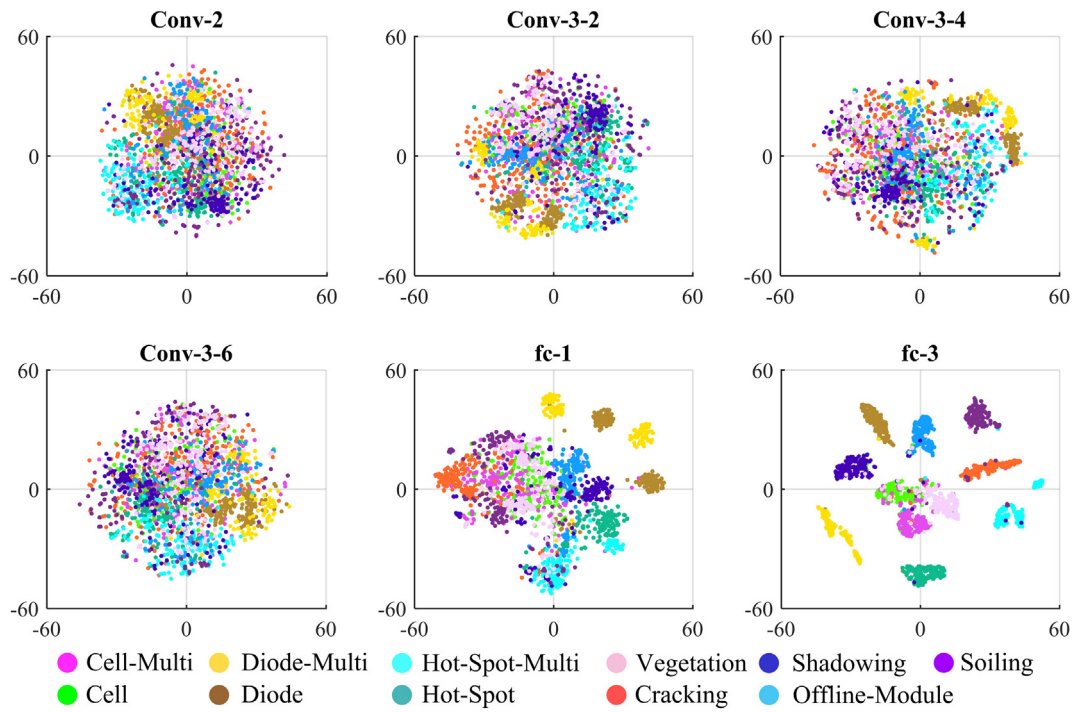 Conv-2 Conv-3-2 Conv-3-4
60 60 60
0 0 0
-60 -60 -60
-60 0 60 -60 0 60 -60 0 60
Conv-3-6 fc-1 fc-3
60 60 60
0 0 0
-60 -60 -60
-60 0 60 -60 0 60 -60 0 60
Cell-Multi Diode-Multi Hot-Spot-Multi Vegetation Shadowing Soiling
Cell Diode Hot-Spot Cracking Offline-Module